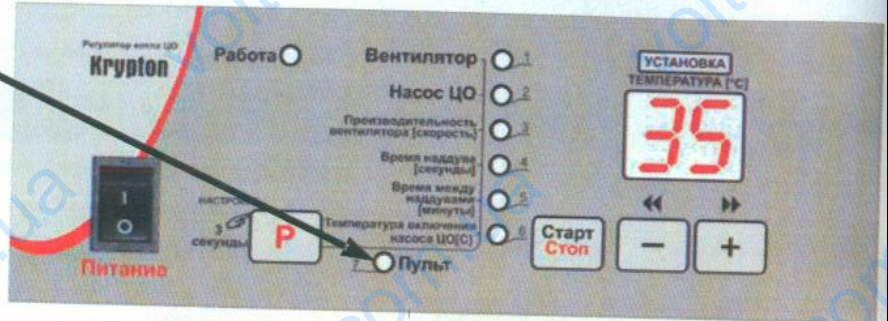 Регулятор котла ЦО
Krypton
Работа
Вентилятор 1
Насос ЦО 2
Производительность
вентилятора [скорость] 3
Время наддува
[секунды] 4
Время между
наддувами
[минуты] 5
Температура включения
насоса ЦО[С] 6
7 Пульт
УСТАНОВКА
ТЕМПЕРАТУРА [°C]
35
НАСТРОЙ
3
секунды
P
I
O
Питание
Старт
Стоп
−
+